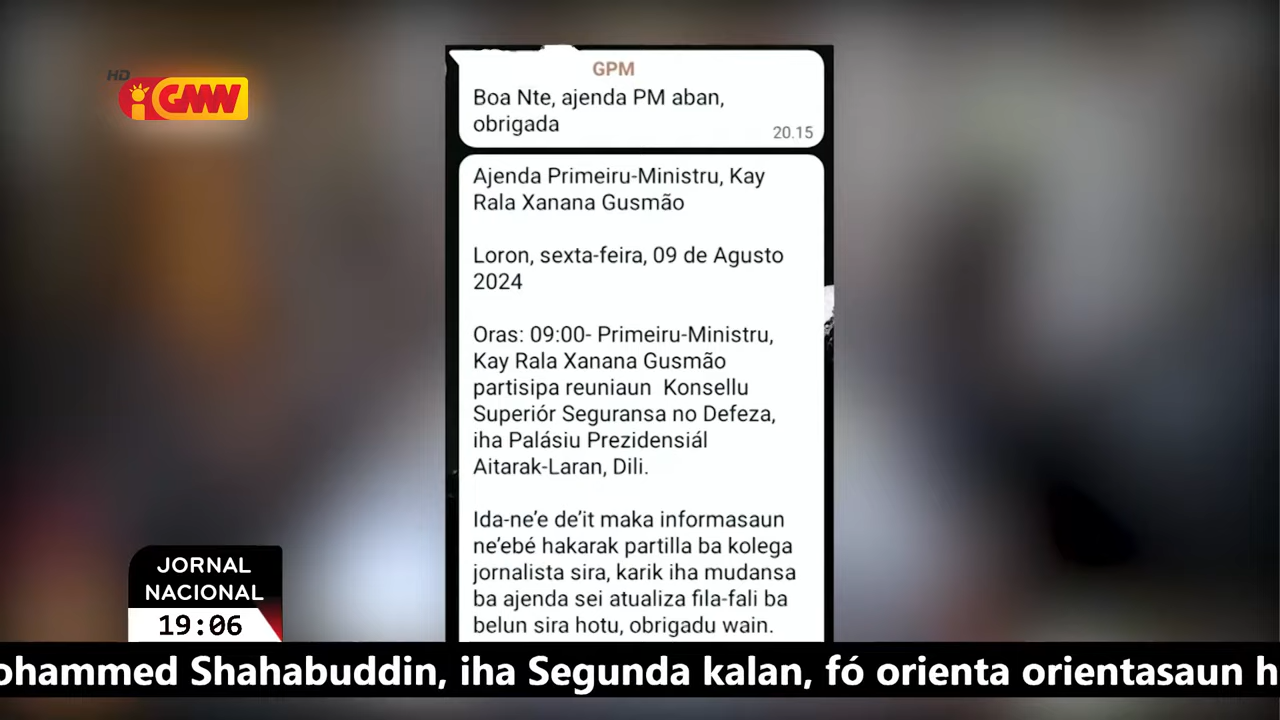 HD
GMN
GPM
Boa Nte, ajenda PM aban,
obrigada
20.15
Ajenda Primeiru-Ministru, Kay
Rala Xanana Gusmão
Loron, sexta-feira, 09 de Agusto
2024
Oras: 09:00- Primeiru-Ministru,
Kay Rala Xanana Gusmão
partisipa reuniaun Konsellu
Superiór Seguransa no Defeza,
iha Palásiu Prezidensiál
Aitarak-Laran, Dili.
Ida-ne’e de’it maka informasaun
ne’ebé hakarak partilla ba kolega
jornalista sira, karik iha mudansa
ba ajenda sei atualiza fila-fali ba
belun sira hotu, obrigadu wain.
JORNAL
NACIONAL
19:06
ohammed Shahabuddin, iha Segunda kalan, fó orienta orientasaun h